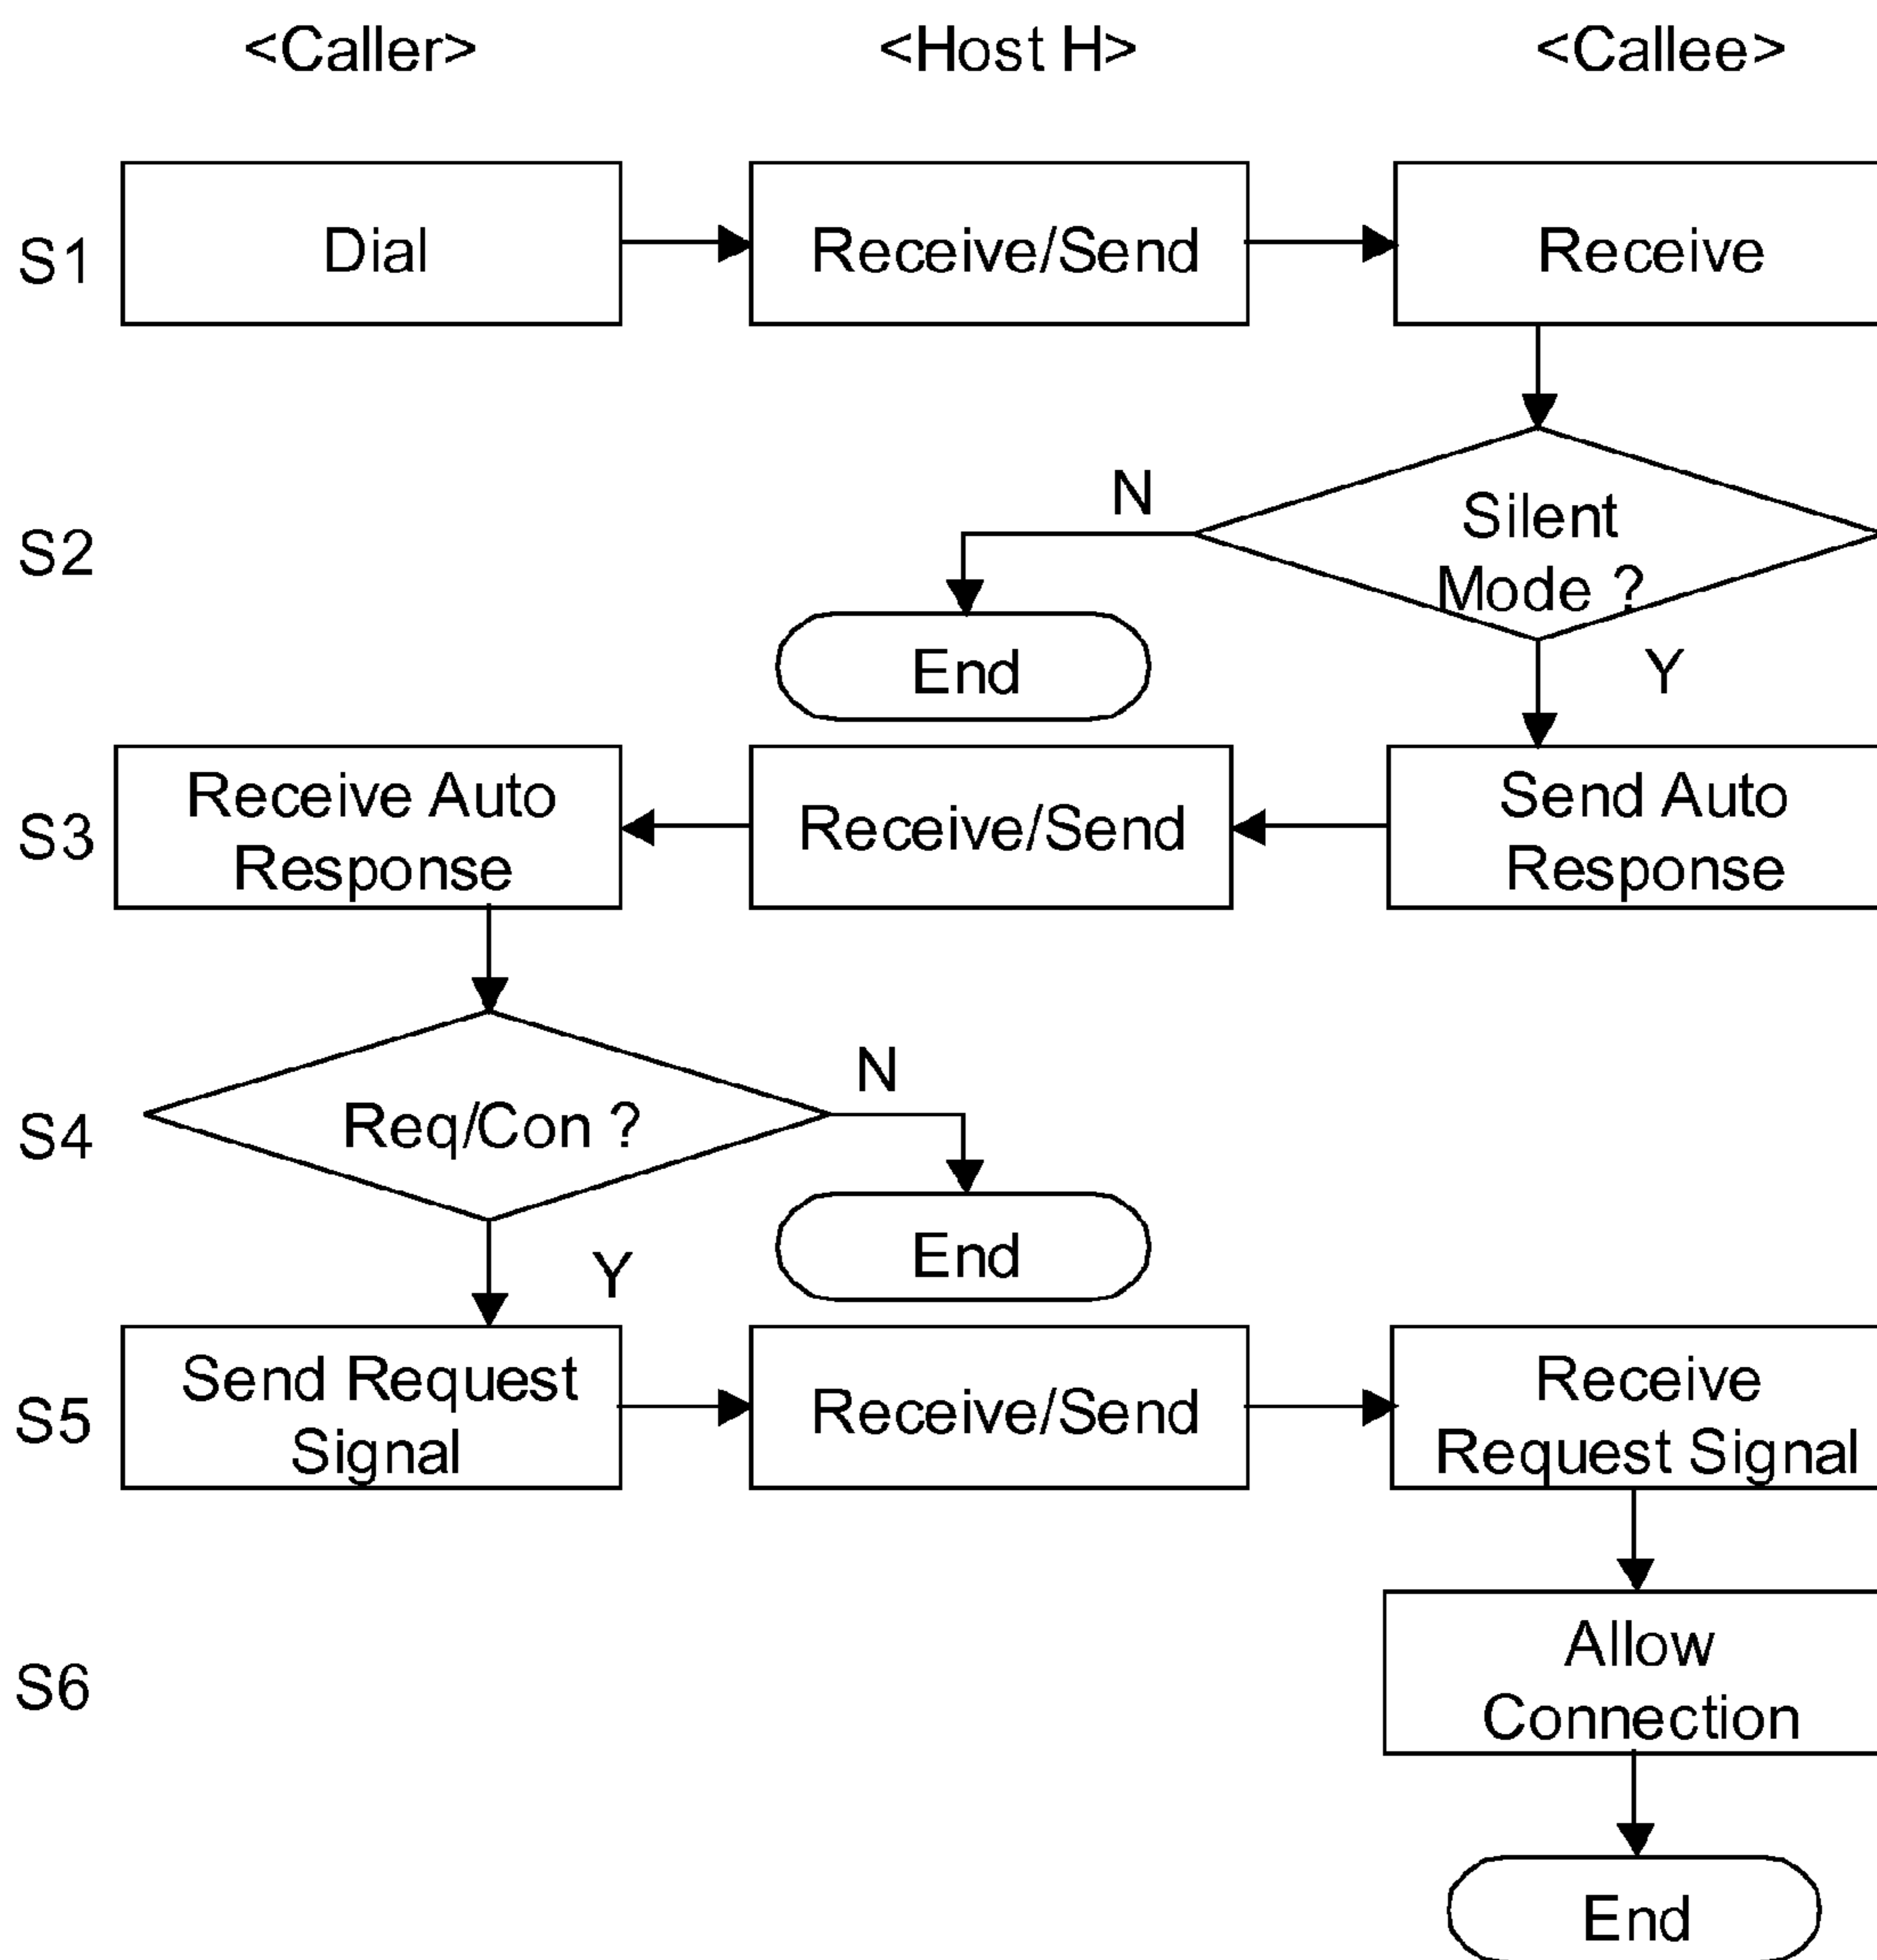 <Caller> <Host H> <Callee>
S1 Dial Receive/Send Receive
N
S2
Silent
Mode ?
End
Y
S3
Receive Auto
Response
Receive/Send
Send Auto
Response
N
S4 Req/Con ?
End
Y
S5
Send Request
Signal
Receive/Send
Receive
Request Signal
S6
Allow
Connection
End